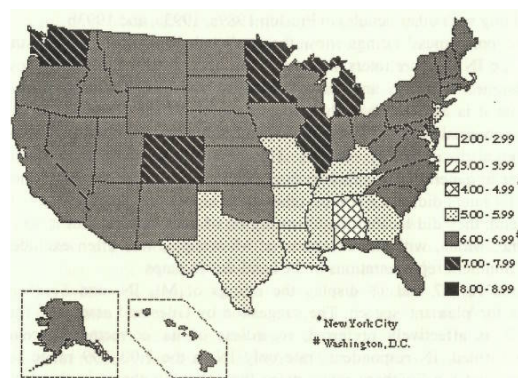 2.00 - 2.99
3.00 - 3.99
4.00 - 4.99
5.00 - 5.99
6.00 - 6.99#
7.00 - 7.99
8.00 - 8.99
* New York City
# Washington, D.C.